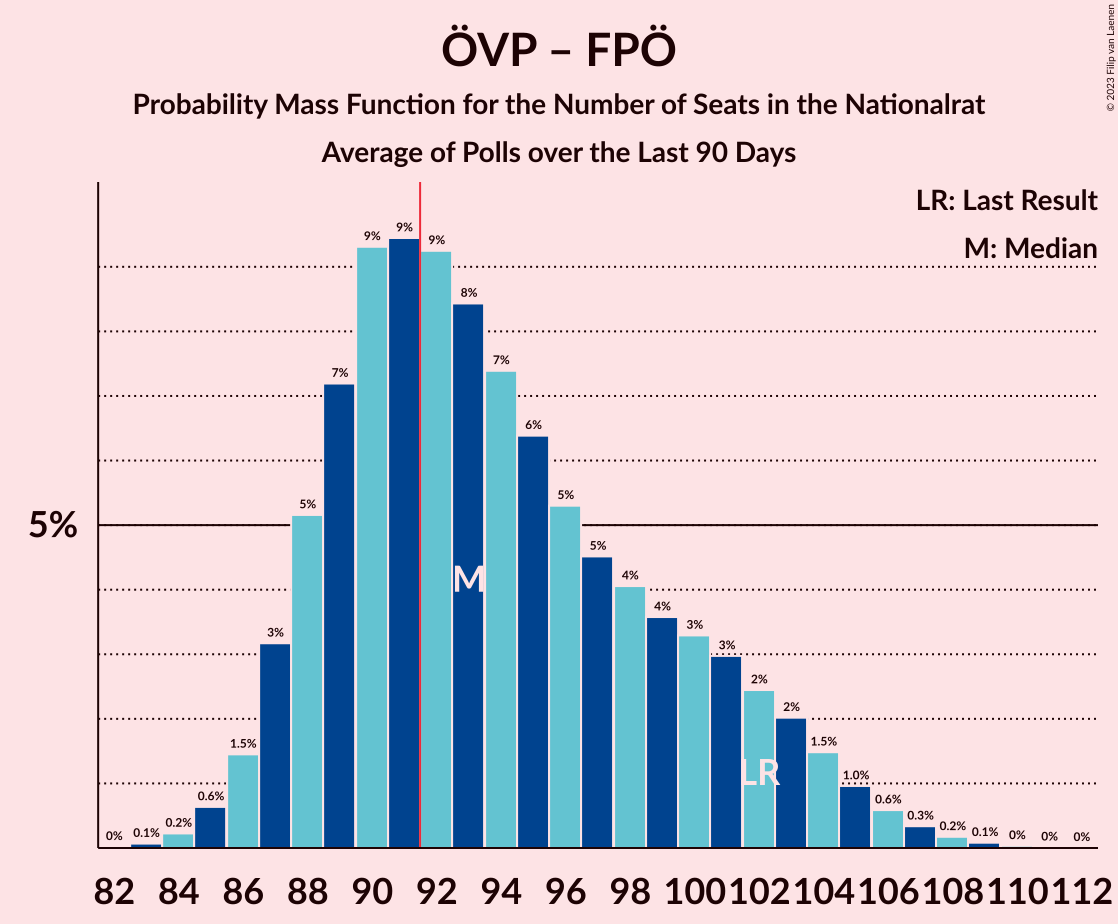 ÖVP – FPÖ
Probability Mass Function for the Number of Seats in the Nationalrat
Average of Polls over the Last 90 Days
© 2023 Filip van Laenen
LR: Last Result
M: Median
5%
0% 0.1% 0.2% 0.6% 1.5% 3% 5% 7% 9% 9% 9% 8% 7% 6% 5% 5% 4% 4% 3% 3% 2% 2% 1.5% 1.0% 0.6% 0.3% 0.2% 0.1% 0% 0% 0%
M
LR
82 84 86 88 90 92 94 96 98 100 102 104 106 108 110 112